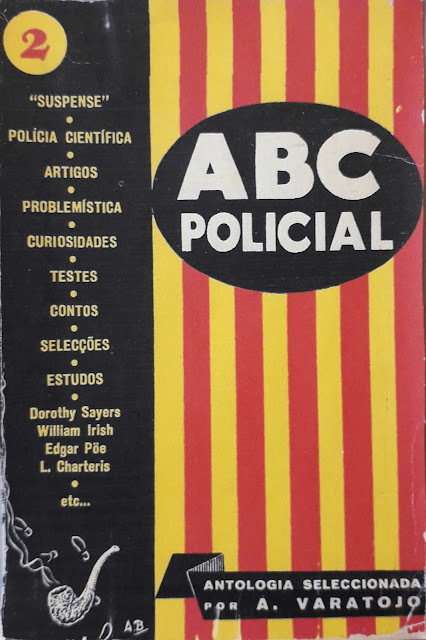 2
"SUSPENSE"
POLÍCIA CIENTÍFICA
ARTIGOS
PROBLEMÍSTICA
CURIOSIDADES
TESTES
CONTOS
SELECÇÕES
ESTUDOS
Dorothy Sayers
William Irish
Edgar Pöe
L. Charteris
etc...
ABC
POLICIAL
ANTOLOGIA SELECCIONADA
POR A. VARATOJO
AB